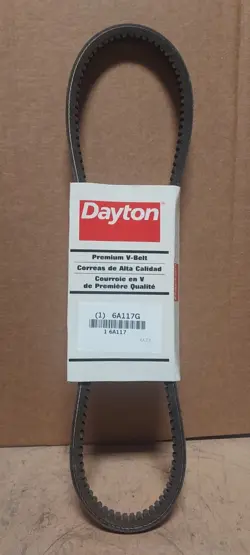 Dayton
Premium V-Belt
Correas de Alta Calidad
Courroie en V
de Première Qualité
(1) 6A117G
1 6A117